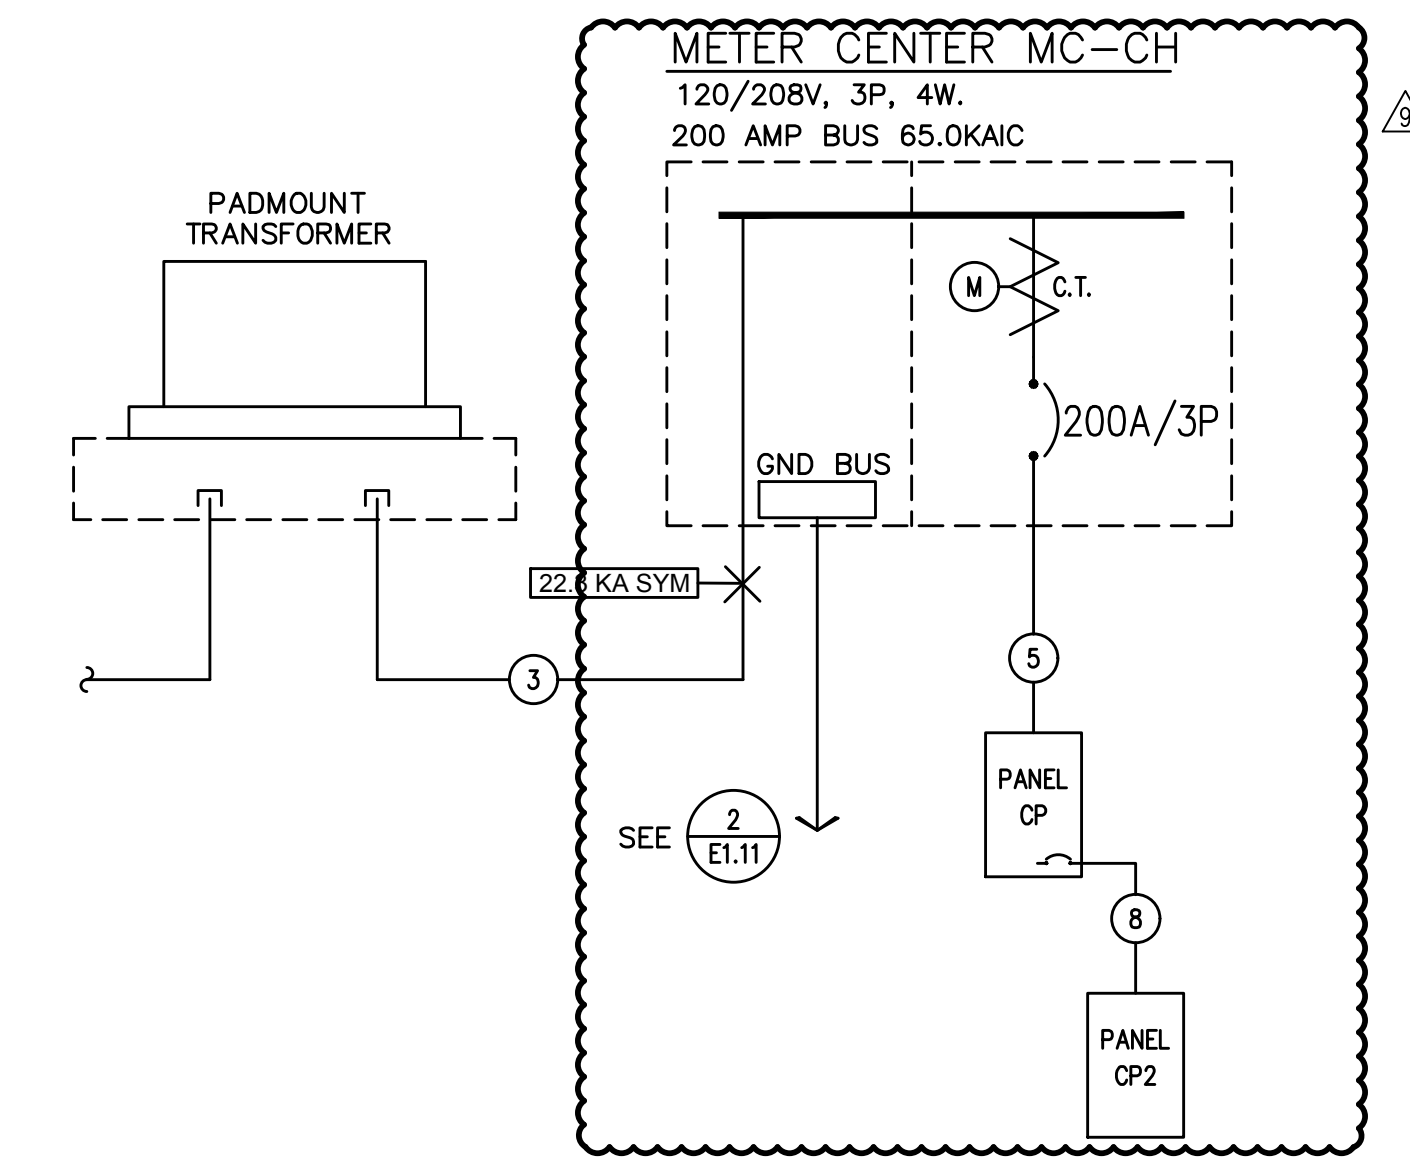 METER CENTER MC-CH
120/208V, 3P, 4W.
200 AMP BUS 65.0KAIC
9
PADMOUNT
TRANSFORMER
M
C.T.
200A/3P
GND BUS
KA SYM
3
5
PANEL
CP
SEE
2
E1.11
8
PANEL
CP2